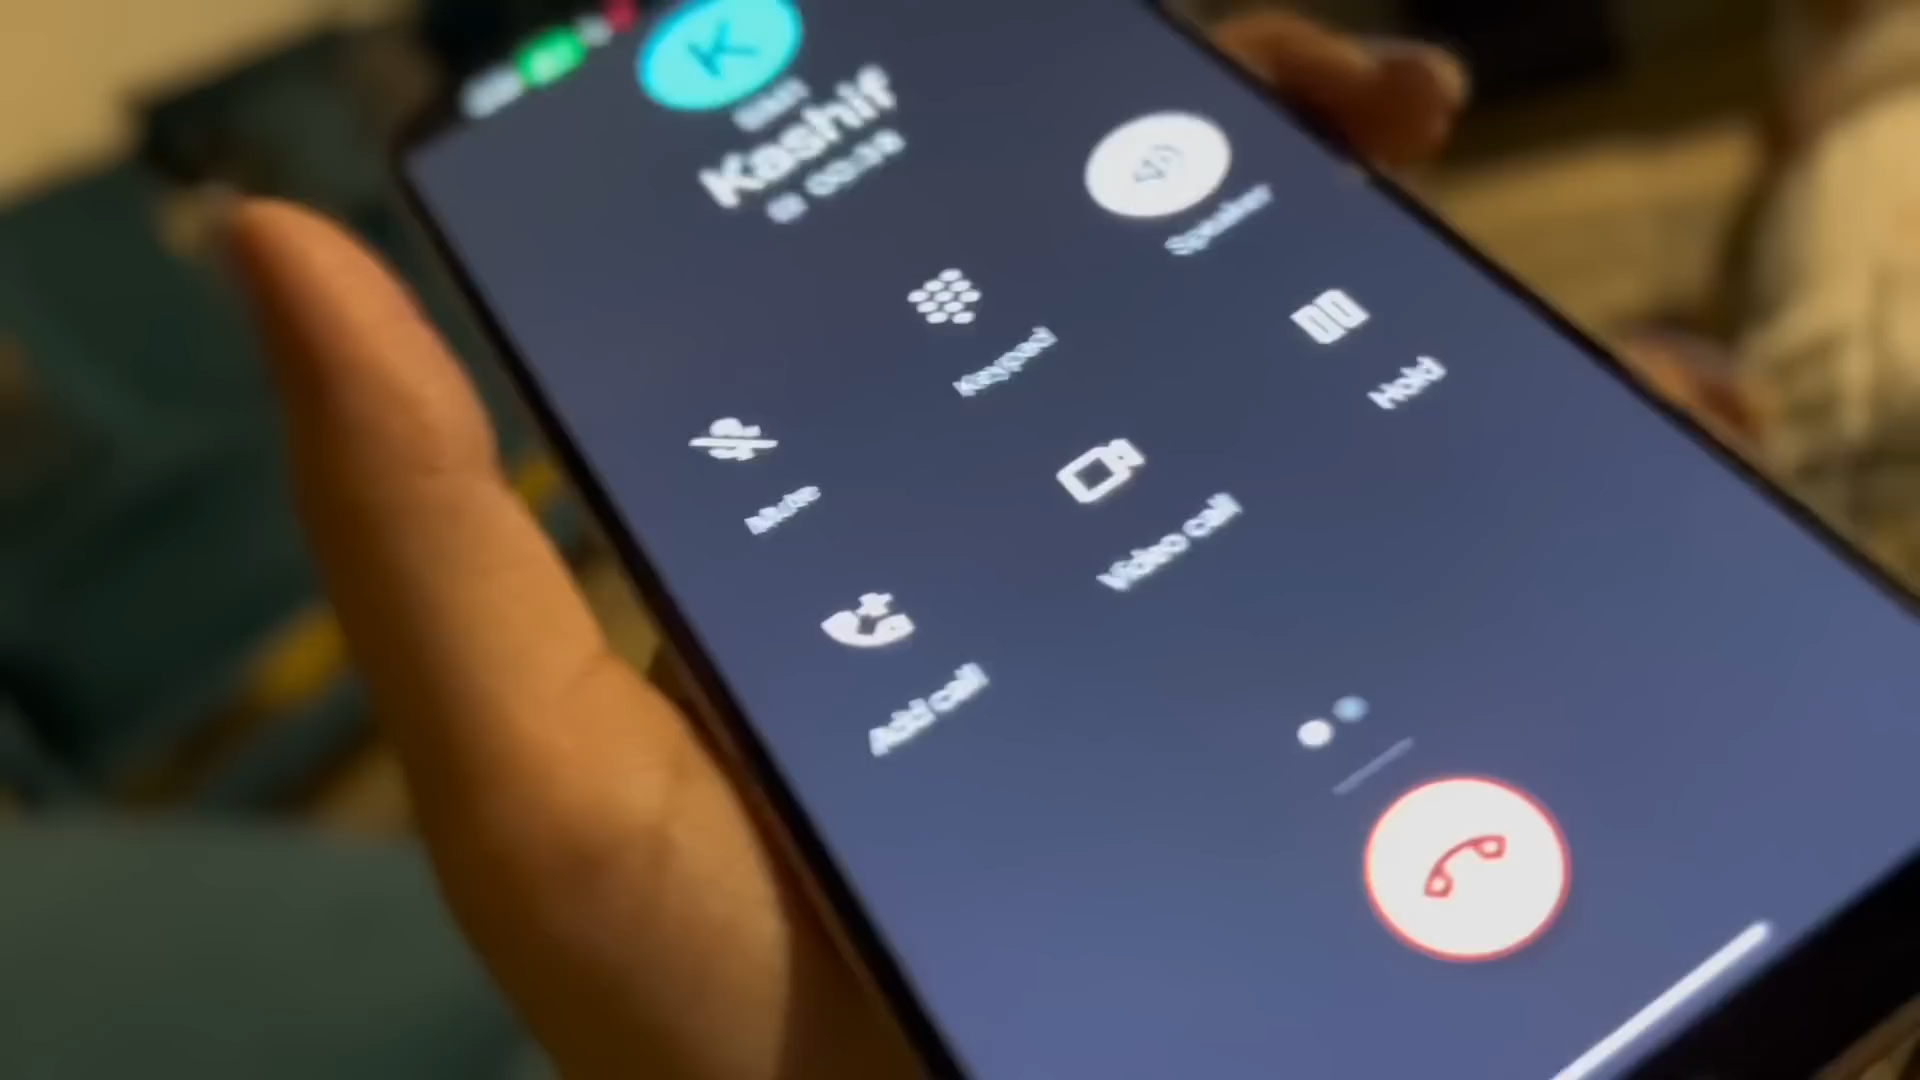 K
Kashif
Mute
Keypad
Speaker
Add call
Video call
Hold